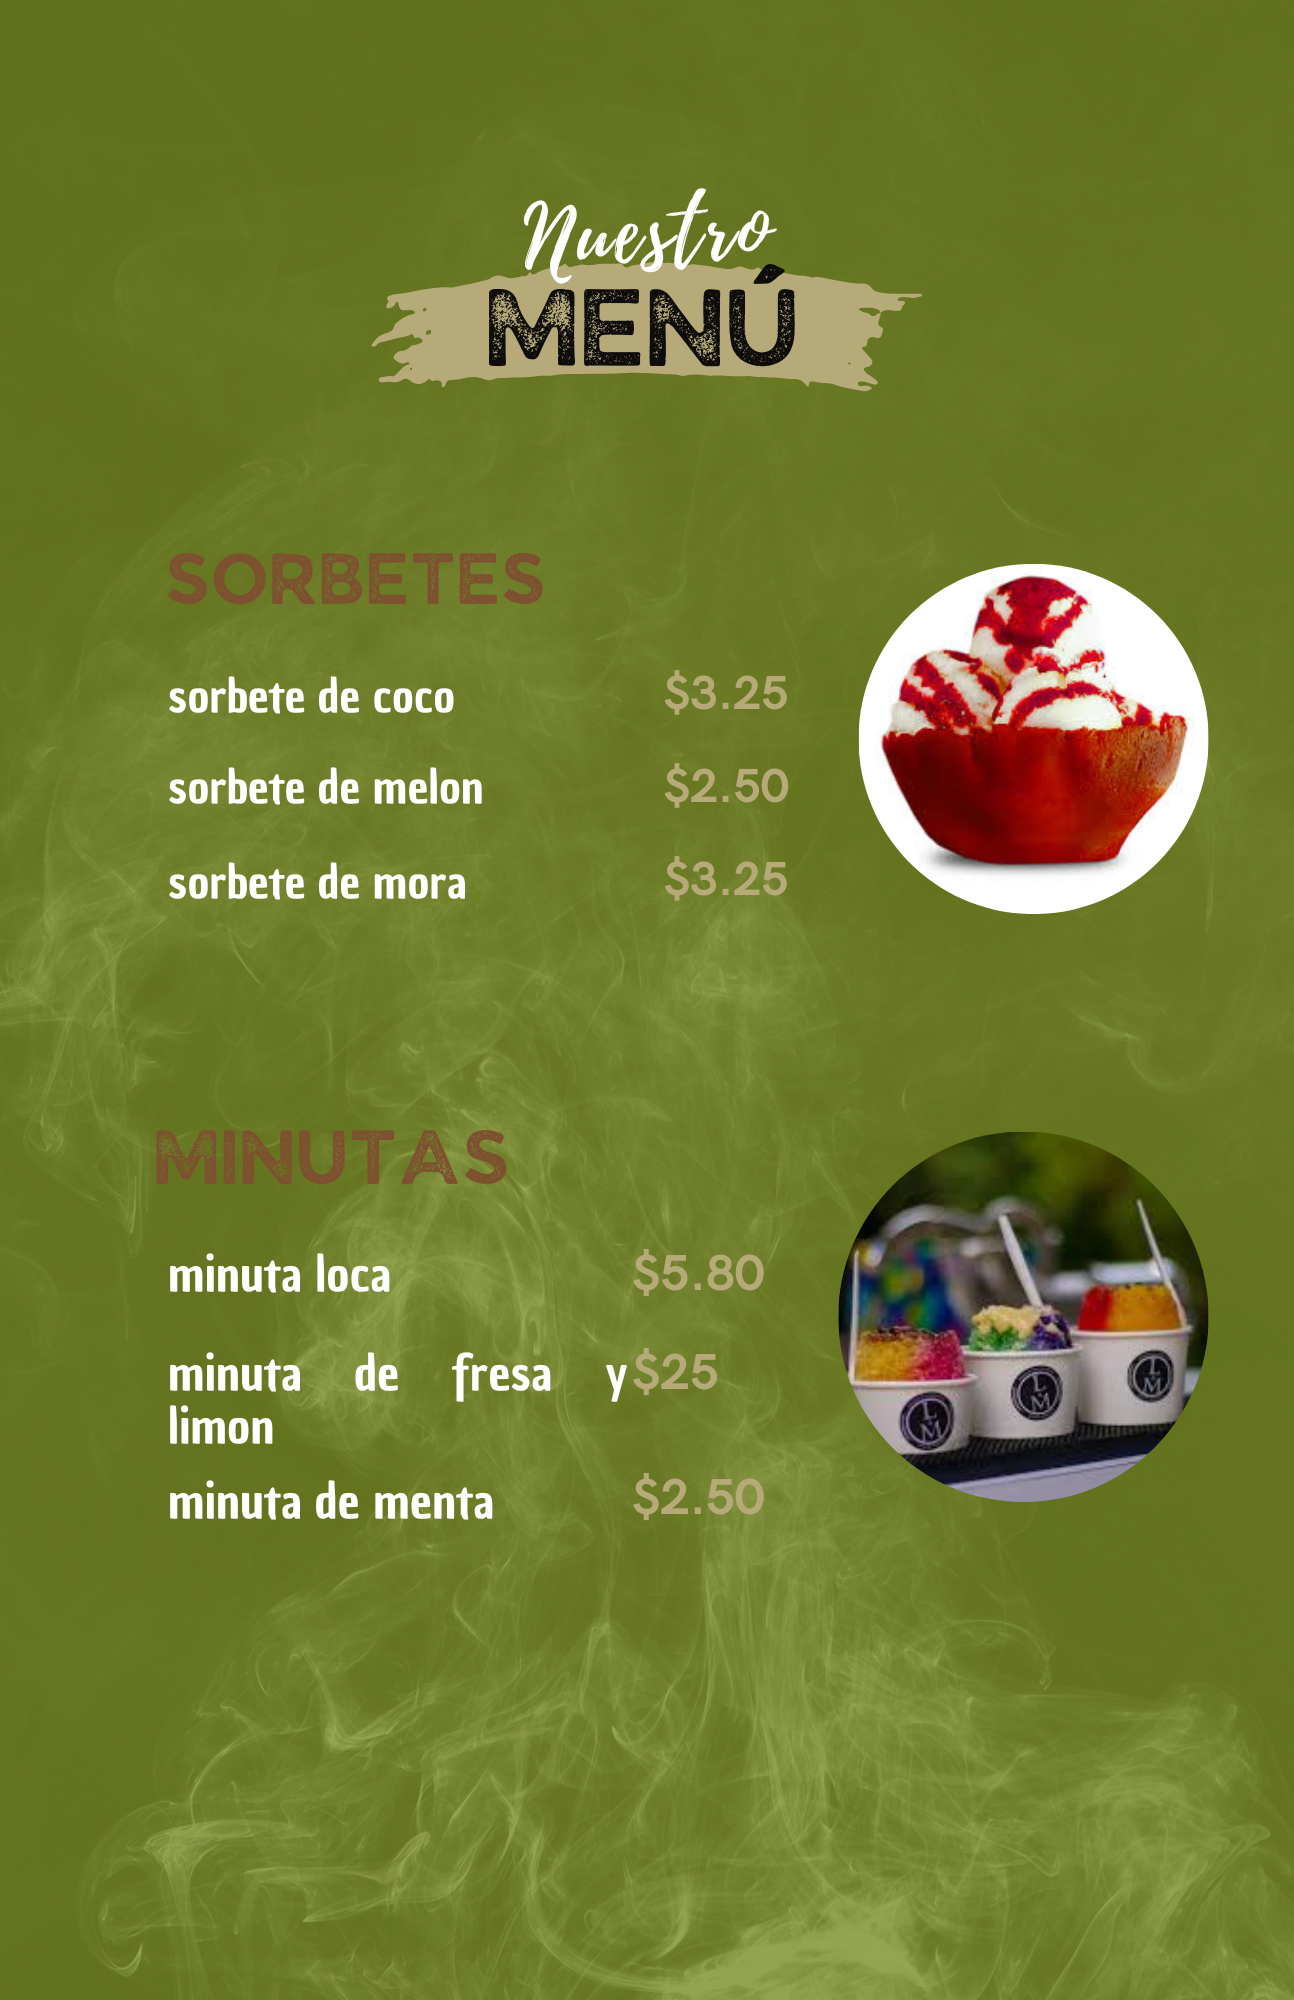 Nuestro
MENÚ
SORBETES
sorbete de coco $3.25
sorbete de melon $2.50
sorbete de mora $3.25
MINUTAS
minuta loca $5.80
minuta de fresa y $25
limon
minuta de menta $2.50
L
M
L
M
L
M